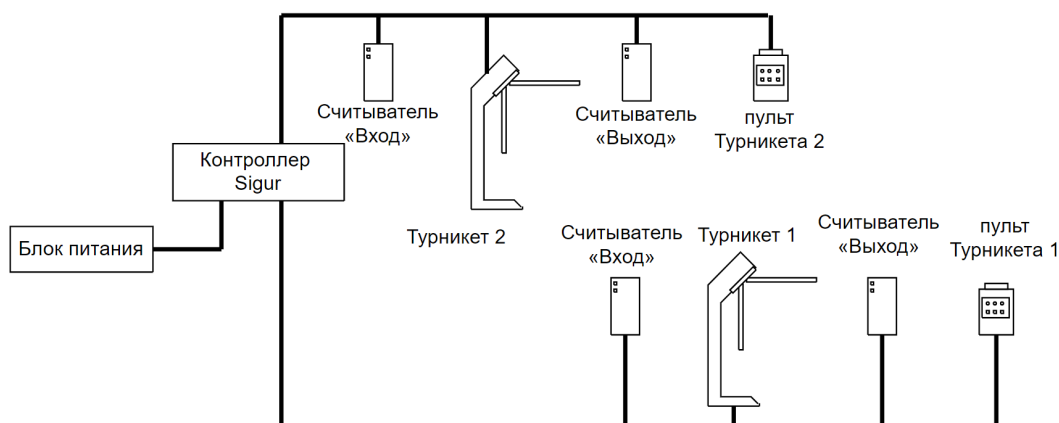 Считыватель
«Вход»
Считыватель
«Выход»
пульт
Турникета 2
Контроллер
Sigur
Блок питания
Турникет 2
Считыватель
«Вход»
Турникет 1
Считыватель
«Выход»
пульт
Турникета 1